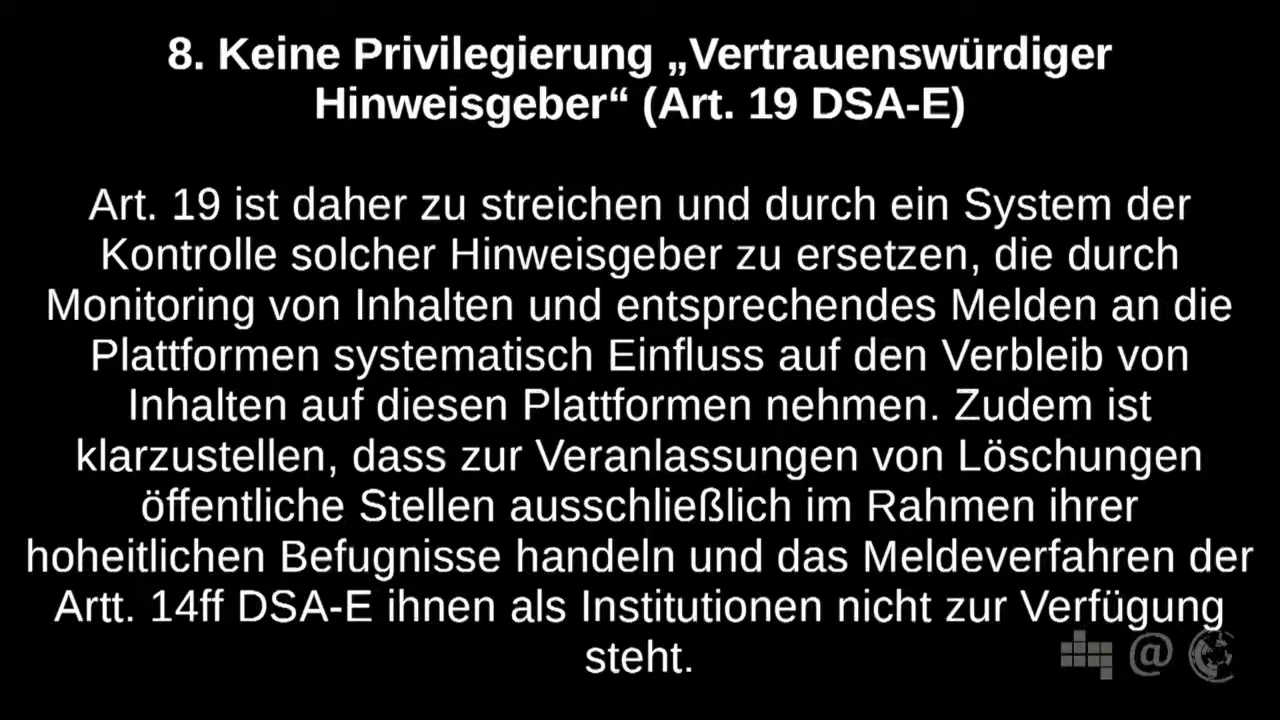 8. Keine Privilegierung „Vertrauenswürdiger
Hinweisgeber“ (Art. 19 DSA-E)
Art. 19 ist daher zu streichen und durch ein System der
Kontrolle solcher Hinweisgeber zu ersetzen, die durch
Monitoring von Inhalten und entsprechendes Melden an die
Plattformen systematisch Einfluss auf den Verbleib von
Inhalten auf diesen Plattformen nehmen. Zudem ist
klarzustellen, dass zur Veranlassungen von Löschungen
öffentliche Stellen ausschließlich im Rahmen ihrer
hoheitlichen Befugnisse handeln und das Meldeverfahren der
Artt. 14ff DSA-E ihnen als Institutionen nicht zur Verfügung
steht.
@